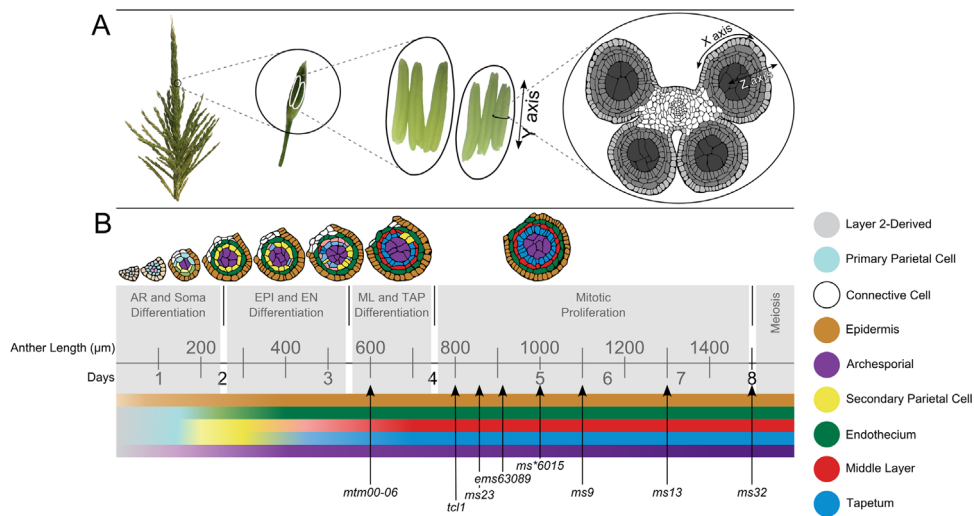 A
Y axis
X axis
Z axis
B
AR and Soma
Differentiation
EPI and EN
Differentiation
ML and TAP
Differentiation
Mitotic
Proliferation
Meiosis
Anther Length (μm)
200 400 600 800 1000 1200 1400
Days
1 2 3 4 5 6 7 8
mtm00-06
tcl1
ms23
ems63089
ms*6015
ms9
ms13
ms32
Layer 2-Derived
Primary Parietal Cell
Connective Cell
Epidermis
Archesporial
Secondary Parietal Cell
Endothecium
Middle Layer
Tapetum